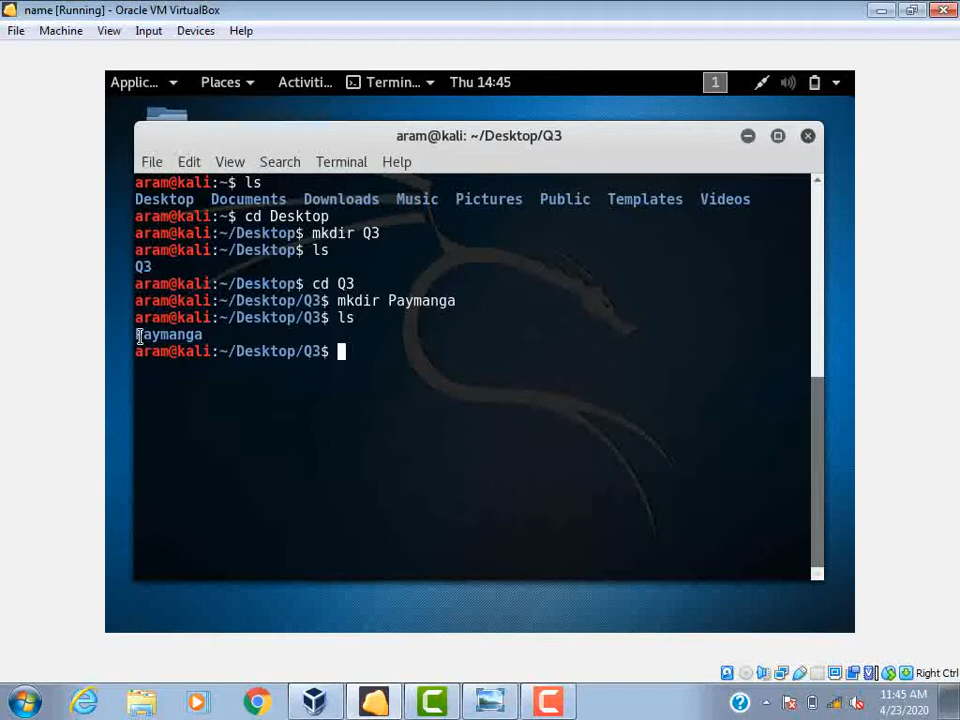 name [Running] - Oracle VM VirtualBox
File Machine View Input Devices Help
Applic... Places Activiti... Termin... Thu 14:45 1
aram@kali: ~/Desktop/Q3
File Edit View Search Terminal Help
aram@kali:~$ ls
Desktop Documents Downloads Music Pictures Public Templates Videos
aram@kali:~$ cd Desktop
aram@kali:~/Desktop$ mkdir Q3
aram@kali:~/Desktop$ ls
Q3
aram@kali:~/Desktop$ cd Q3
aram@kali:~/Desktop/Q3$ mkdir Paymanga
aram@kali:~/Desktop/Q3$ ls
Paymanga
aram@kali:~/Desktop/Q3$
Right Ctrl
11:45 AM
4/23/2020